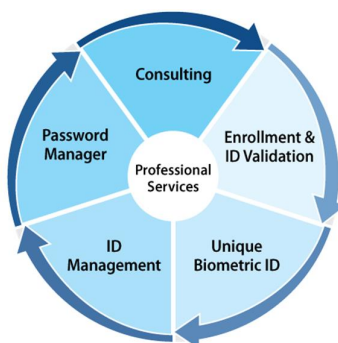 Consulting
Enrollment &
ID Validation
Unique
Biometric ID
ID
Management
Password
Manager
Professional
Services